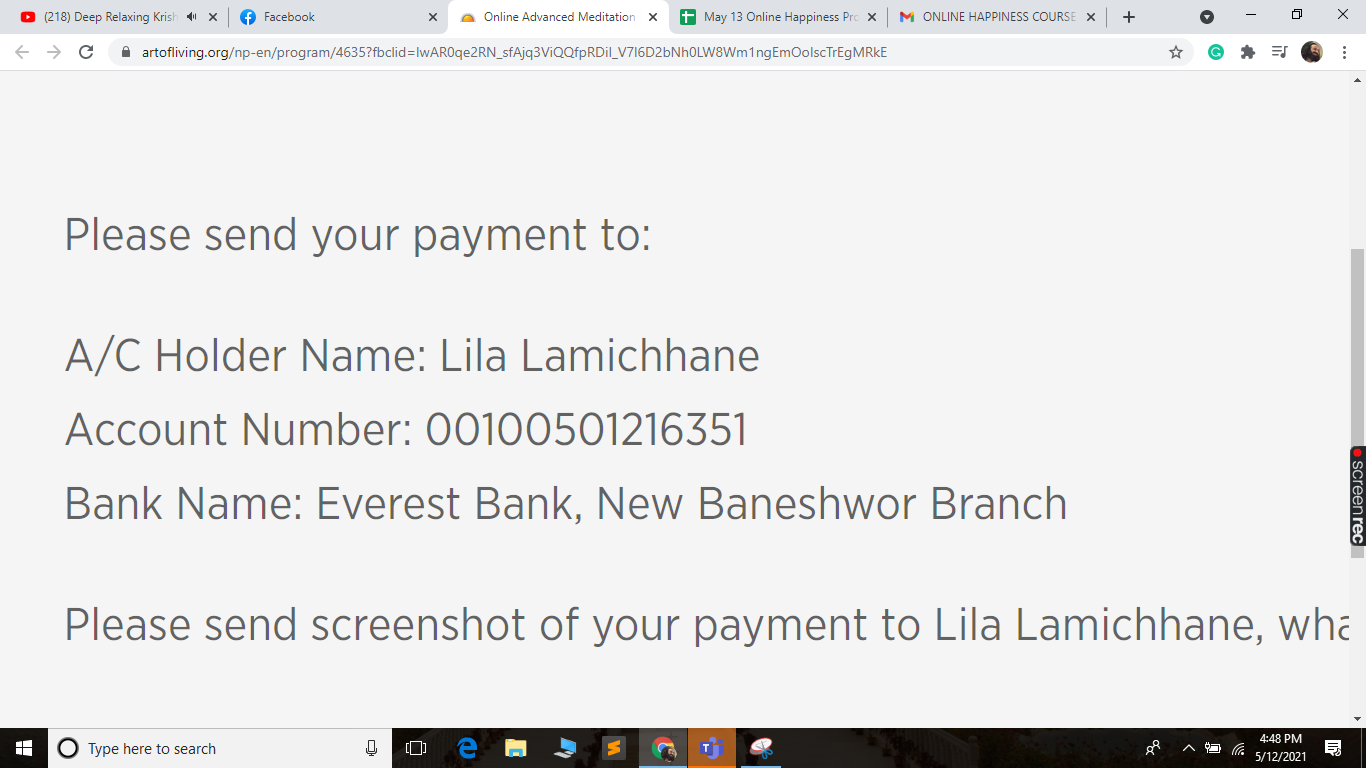 (218) Deep Relaxing Krish
Facebook
Online Advanced Meditation
May 13 Online Happiness Pro
ONLINE HAPPINESS COURSE
artofliving.org/np-en/program/4635?fbclid=IwAR0qe2RN_sfAjq3ViQQfpRDiI_V7I6D2bNh0LW8Wm1ngEmOoIscTrEgMRkE
Please send your payment to:
A/C Holder Name: Lila Lamichhane
Account Number: 00100501216351
Bank Name: Everest Bank, New Baneshwor Branch
Please send screenshot of your payment to Lila Lamichhane, wha
screenrec
Type here to search
4:48 PM
5/12/2021